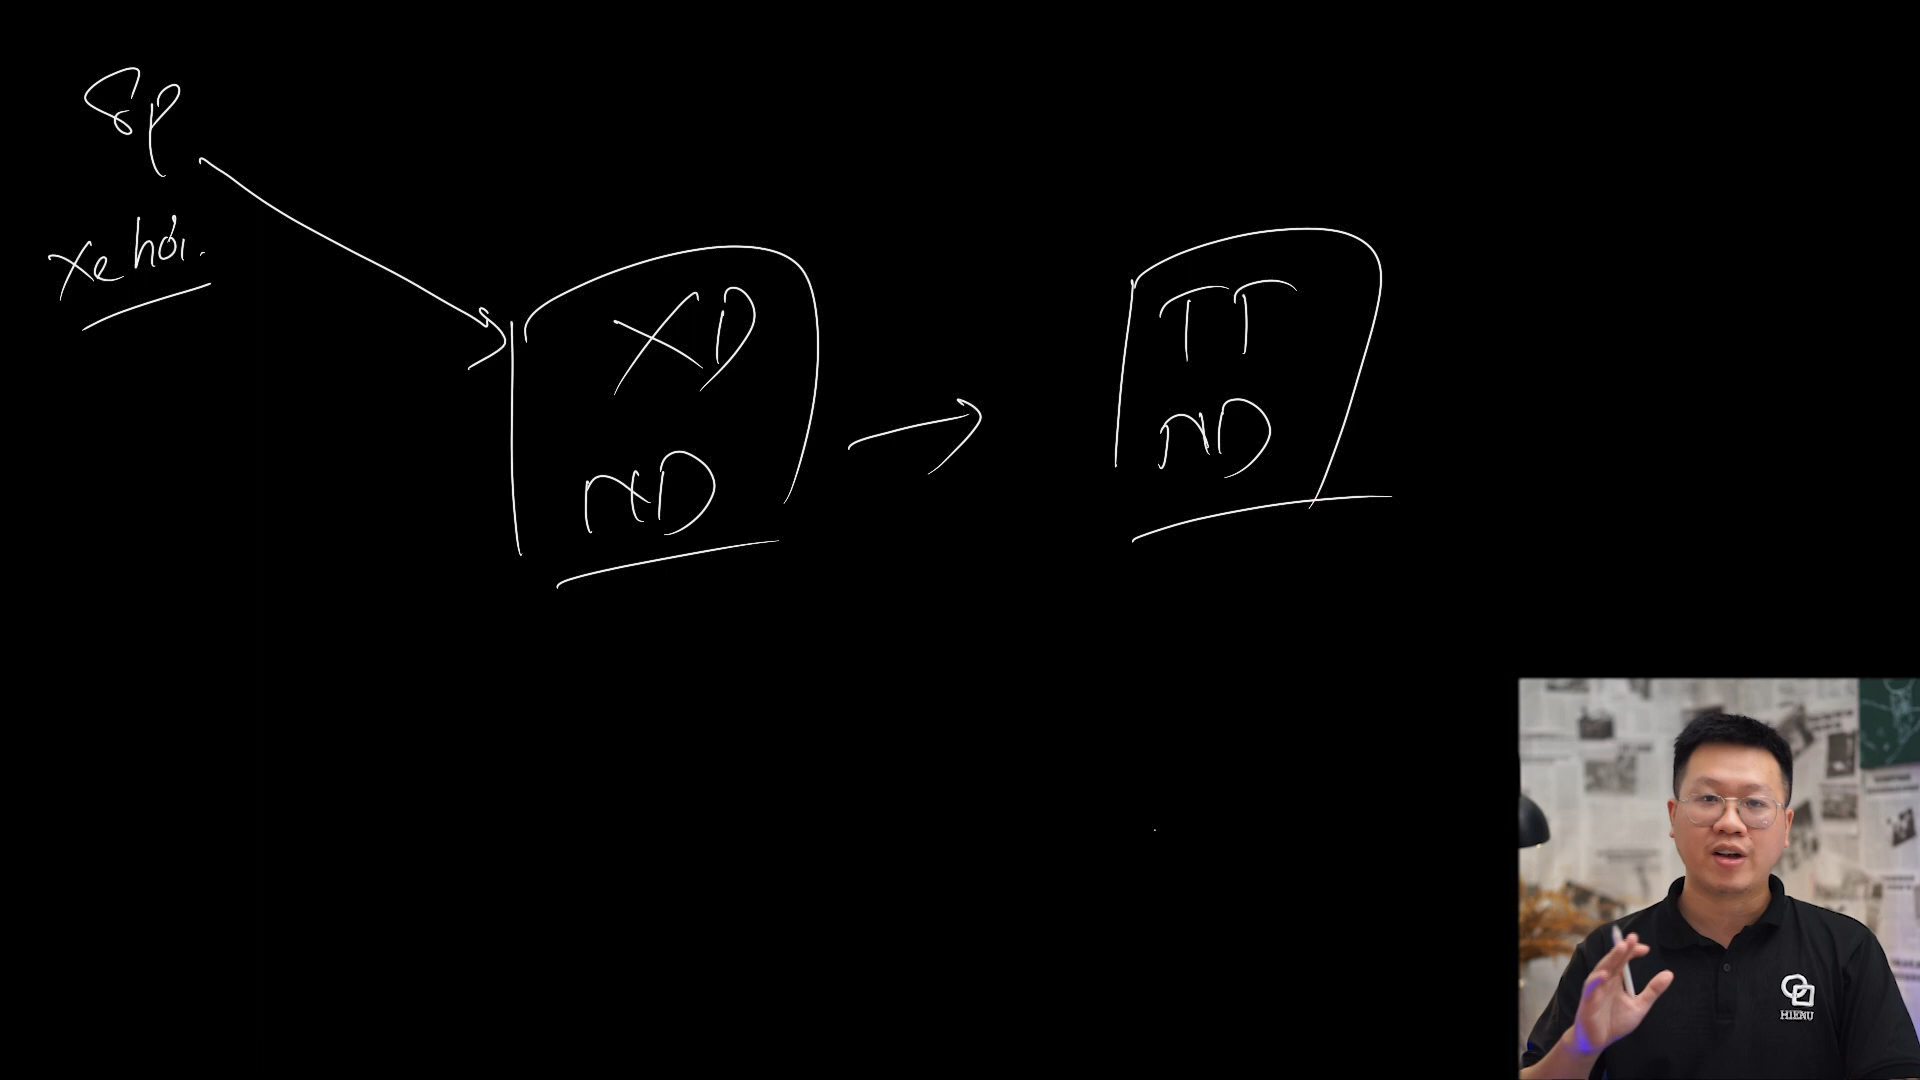 SP
Xe hơi.
XD
ND
TT
ND
HIENU